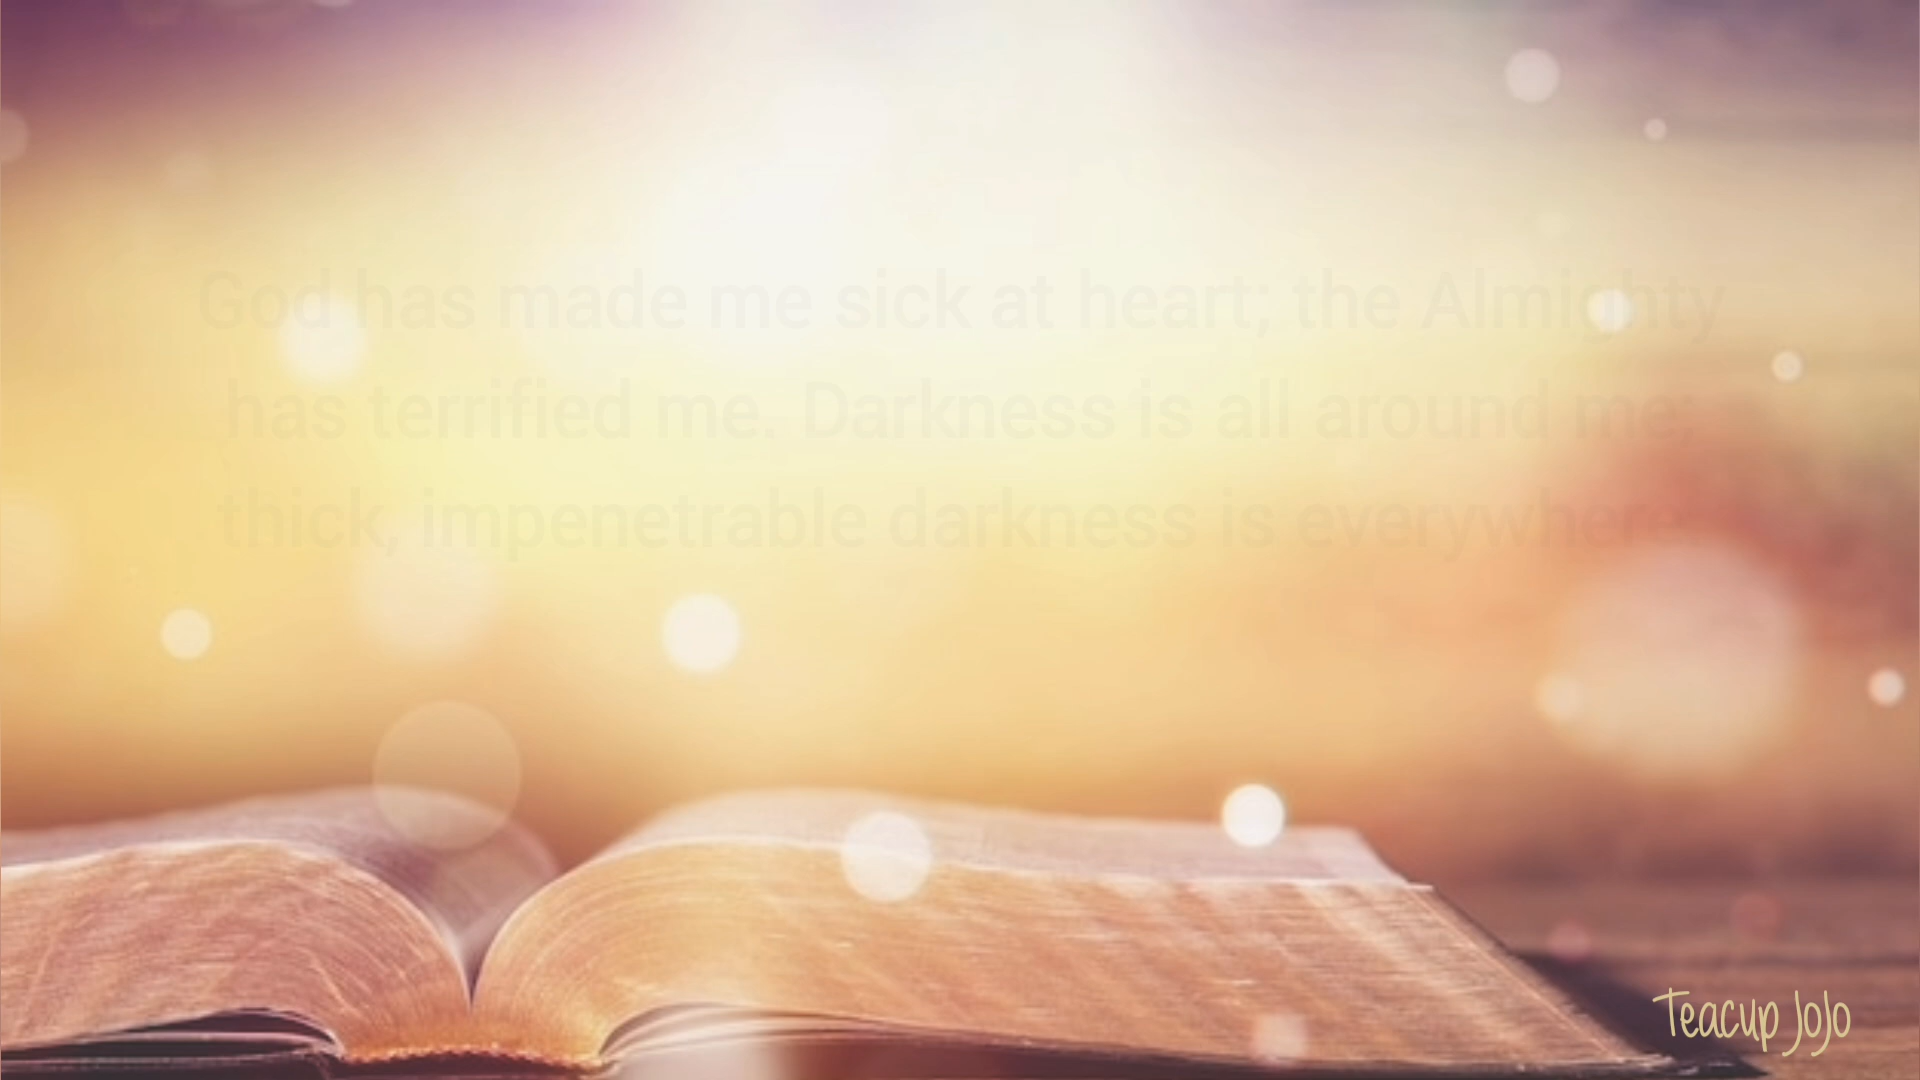 God has made me sick at heart; the Almighty
has terrified me. Darkness is all around me;
thick, impenetrable darkness is everywhere.
Teacup JoJo